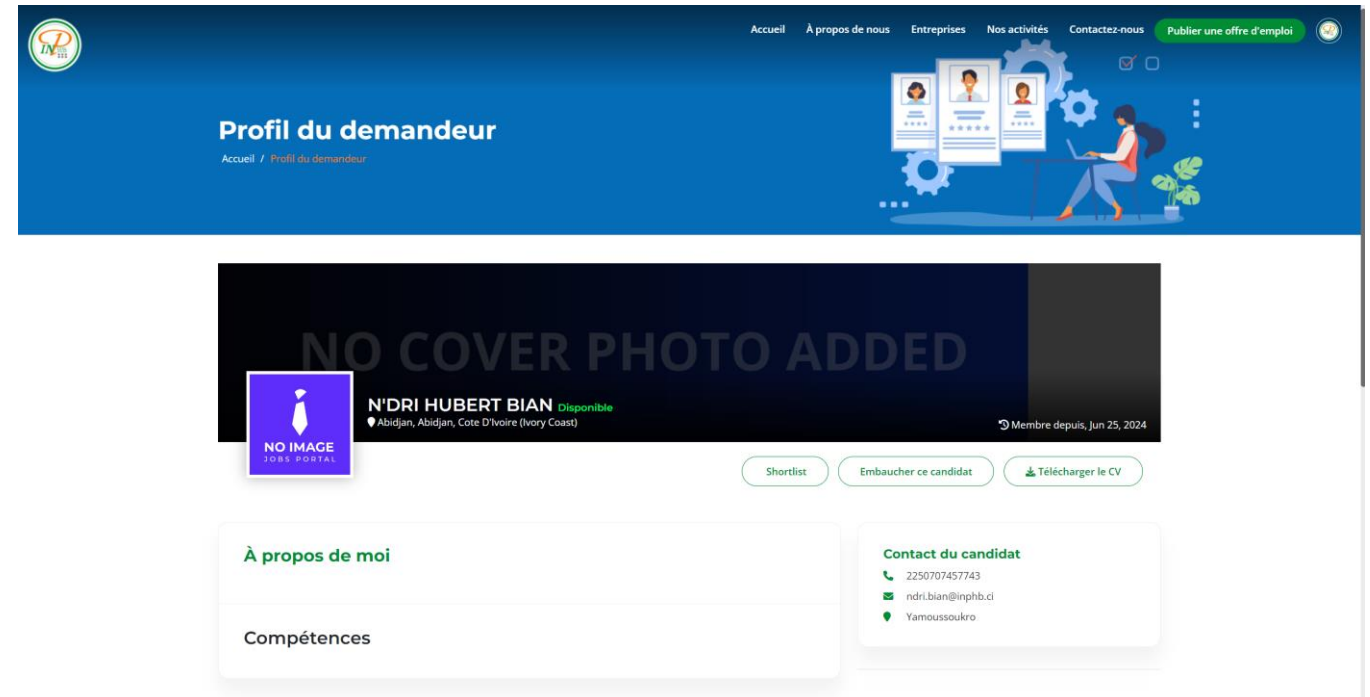 INP
Accueil À propos de nous Entreprises Nos activités Contactez-nous Publier une offre d'emploi
Profil du demandeur
Accueil / Profil du demandeur
NO COVER PHOTO ADDED
N'DRI HUBERT BIAN Disponible
Abidjan, Abidjan, Cote D'Ivoire (Ivory Coast)
Membre depuis, Jun 25, 2024
NO IMAGE
JOBS PORTAL
Shortlist Embaucher ce candidat Télécharger le CV
À propos de moi
Compétences
Contact du candidat
2250707457743
ndri.bian@inphb.ci
Yamoussoukro